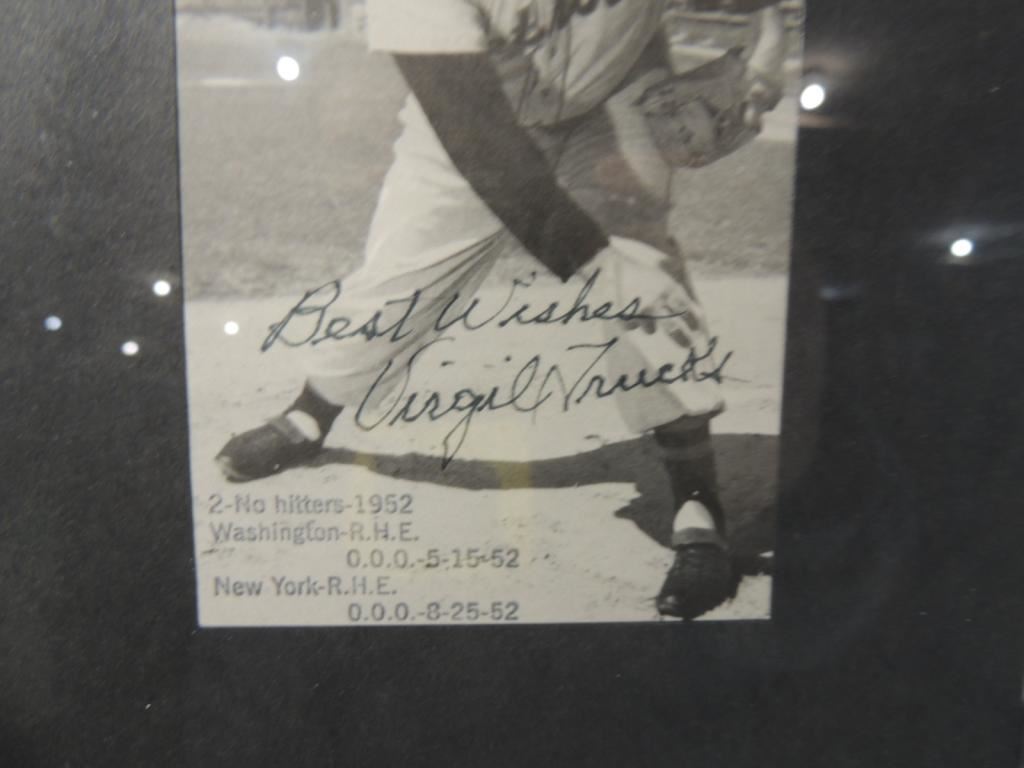 Best Wishes
Virgil Trucks
2-No hitters-1952
Washington-R.H.E.
0.0.0.-5-15-52
New York-R.H.E.
0.0.0.-8-25-52